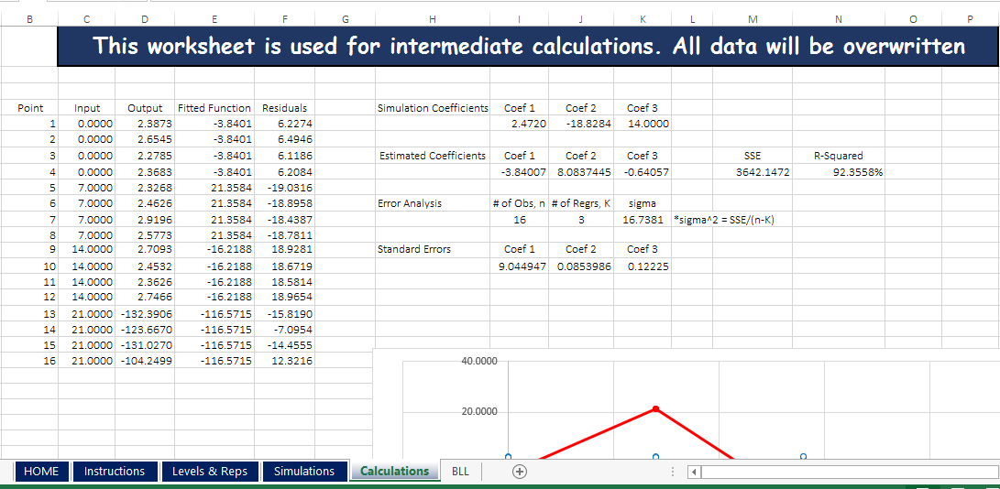 B C D E F G H I J K L M N O P
This worksheet is used for intermediate calculations. All data will be overwritten
Point Input Output Fitted Function Residuals Simulation Coefficients Coef 1 Coef 2 Coef 3
1 0.0000 2.3873 -3.8401 6.2274 2.4720 -18.8284 14.0000
2 0.0000 2.6545 -3.8401 6.4946
3 0.0000 2.2785 -3.8401 6.1186 Estimated Coefficients Coef 1 Coef 2 Coef 3 SSE R-Squared
4 0.0000 2.3683 -3.8401 6.2084 -3.84007 8.0837445 -0.64057 3642.1472 92.3558%
5 7.0000 2.3268 21.3584 -19.0316
6 7.0000 2.4626 21.3584 -18.8958 Error Analysis # of Obs, n # of Regrs, K sigma
7 7.0000 2.9196 21.3584 -18.4387 16 3 16.7381 *sigma^2 = SSE/(n-K)
8 7.0000 2.5773 21.3584 -18.7811
9 14.0000 2.7093 -16.2188 18.9281 Standard Errors Coef 1 Coef 2 Coef 3
10 14.0000 2.4532 -16.2188 18.6719 9.044947 0.0853986 0.12225
11 14.0000 2.3626 -16.2188 18.5814
12 14.0000 2.7466 -16.2188 18.9654
13 21.0000 -132.3906 -116.5715 -15.8190
14 21.0000 -123.6670 -116.5715 -7.0954
15 21.0000 -131.0270 -116.5715 -14.4555
16 21.0000 -104.2499 -116.5715 12.3216
40.0000
20.0000
HOME Instructions Levels & Reps Simulations Calculations BLL